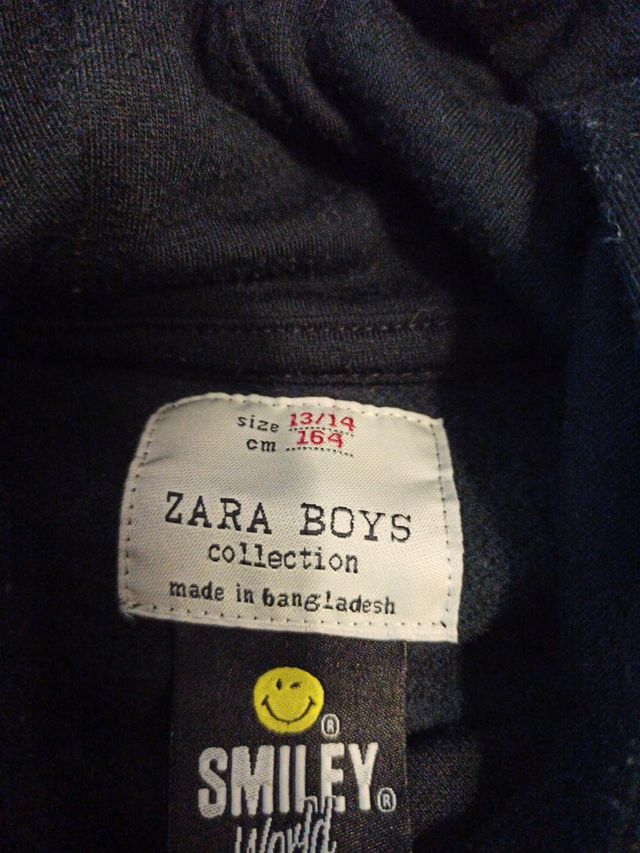 size 13/14
cm 164
ZARA BOYS
collection
made in bangladesh
®
SMILEY®
World